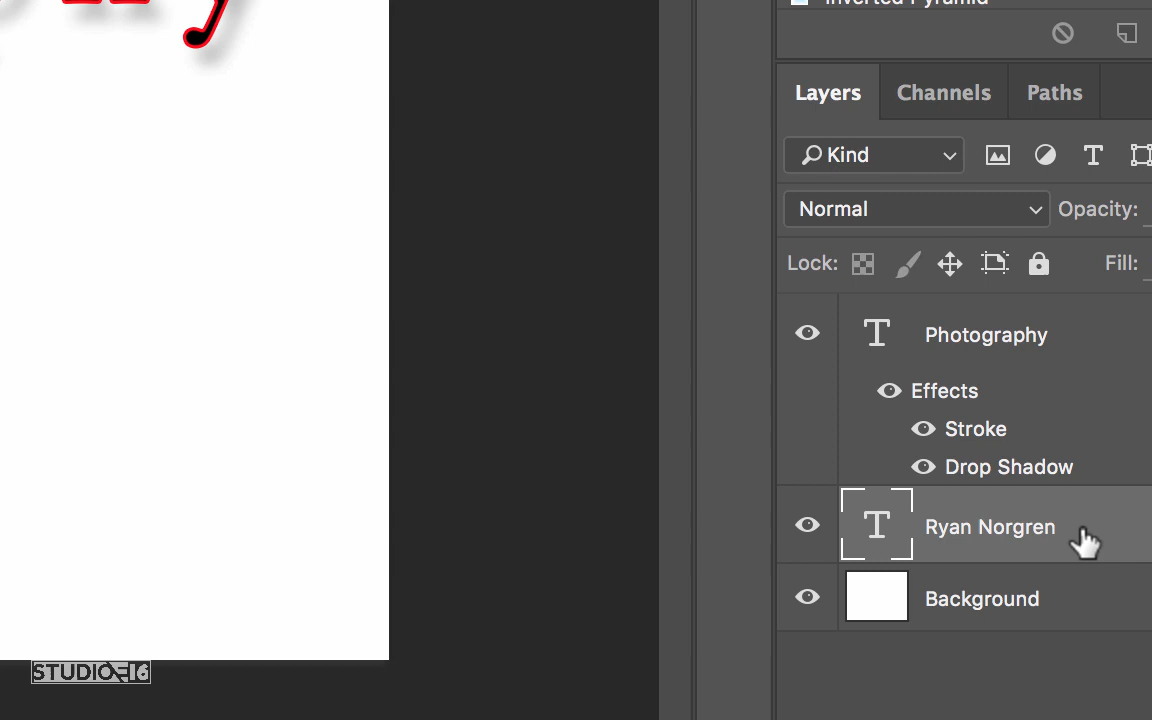 y
Inverted Pyramid
Layers Channels Paths
Kind
Normal Opacity:
Lock: Fill:
Photography
Effects
Stroke
Drop Shadow
Ryan Norgren
Background
STUDIO 16